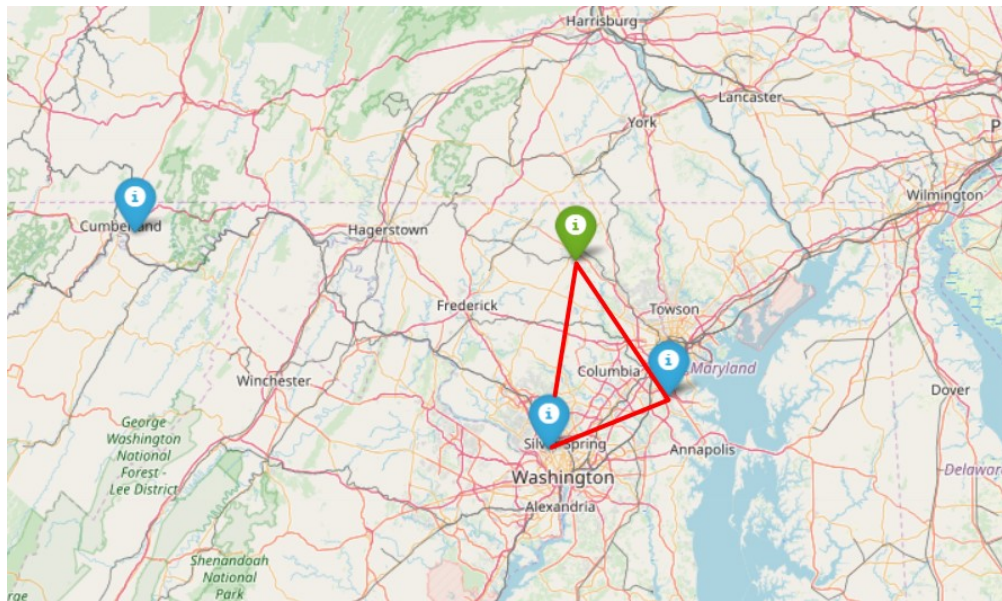 Harrisburg
Lancaster
York
P
Wilmington
i
Cumberland
Hagerstown
i
Frederick
Towson
i
Columbia
Maryland
Winchester
Dover
George
Washington
National
Forest -
Lee District
i
Silver Spring
Annapolis
Washington
Delaware
Alexandria
Shenandoah
National
Park
rge